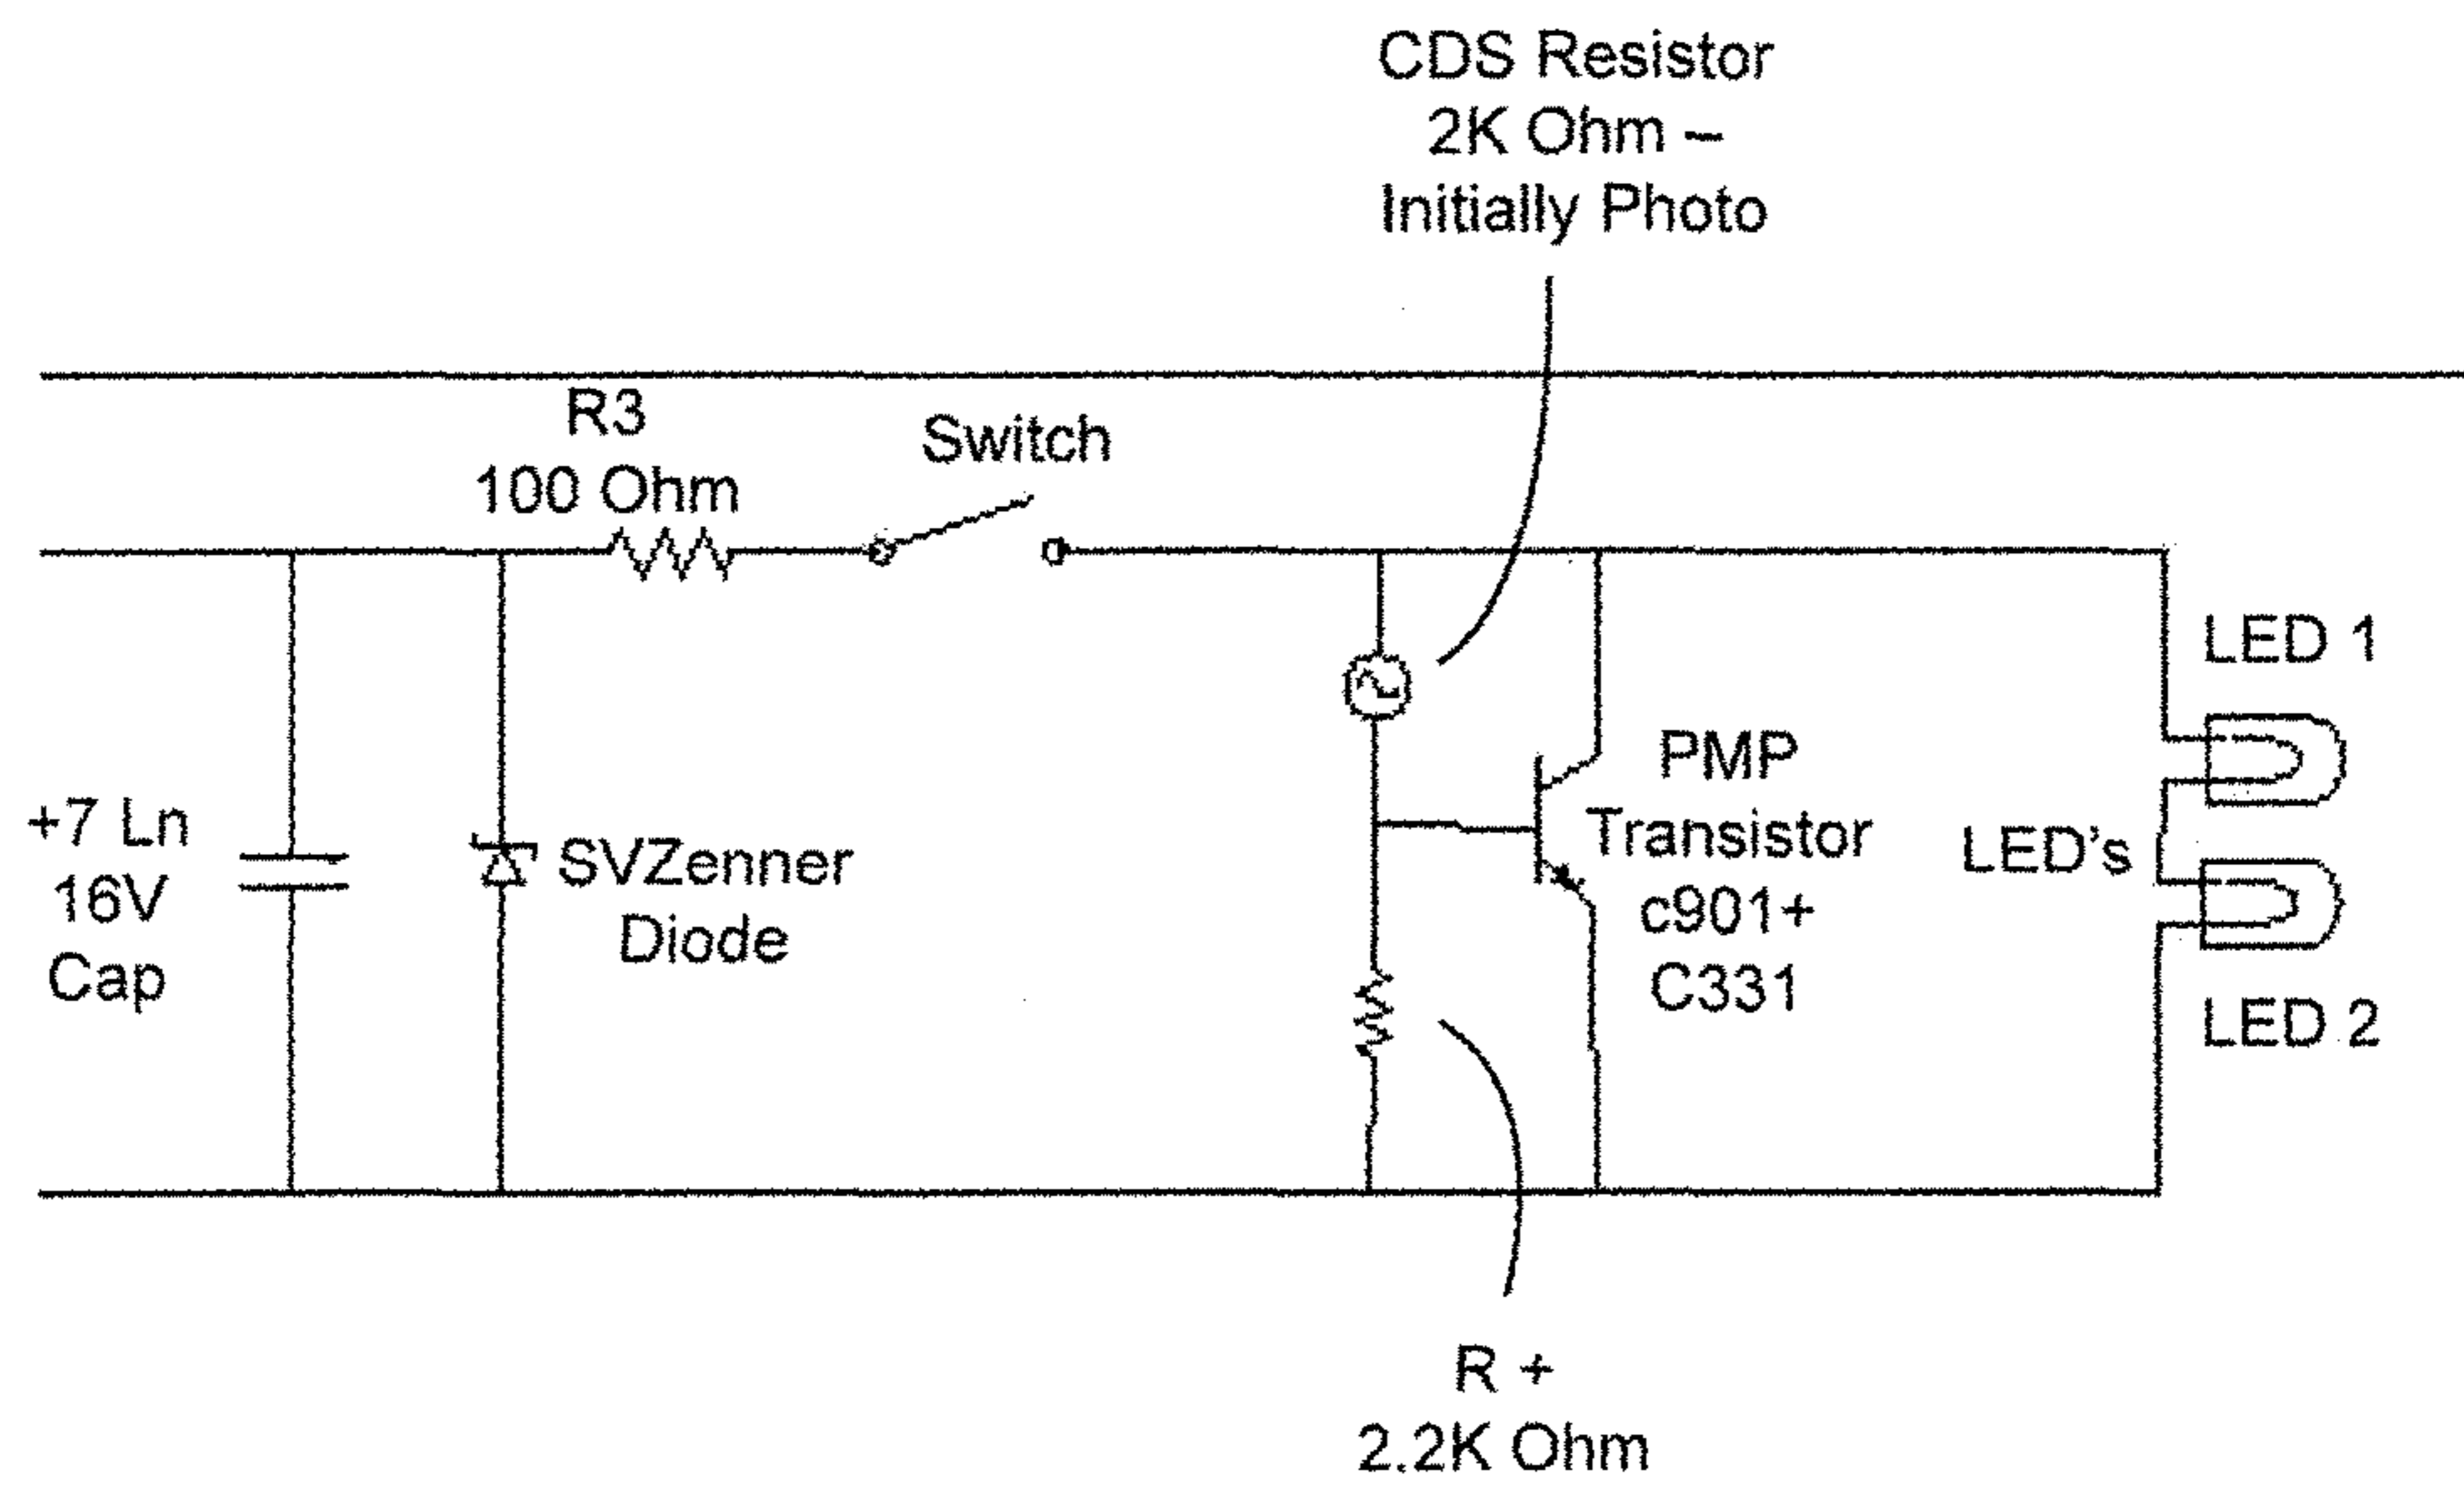 CDS Resistor
2K Ohm –
Initially Photo
R3
100 Ohm
Switch
LED 1
PMP
Transistor
c901+
C331
LED's
LED 2
+7 Ln
16V
Cap
SVZenner
Diode
R +
2.2K Ohm